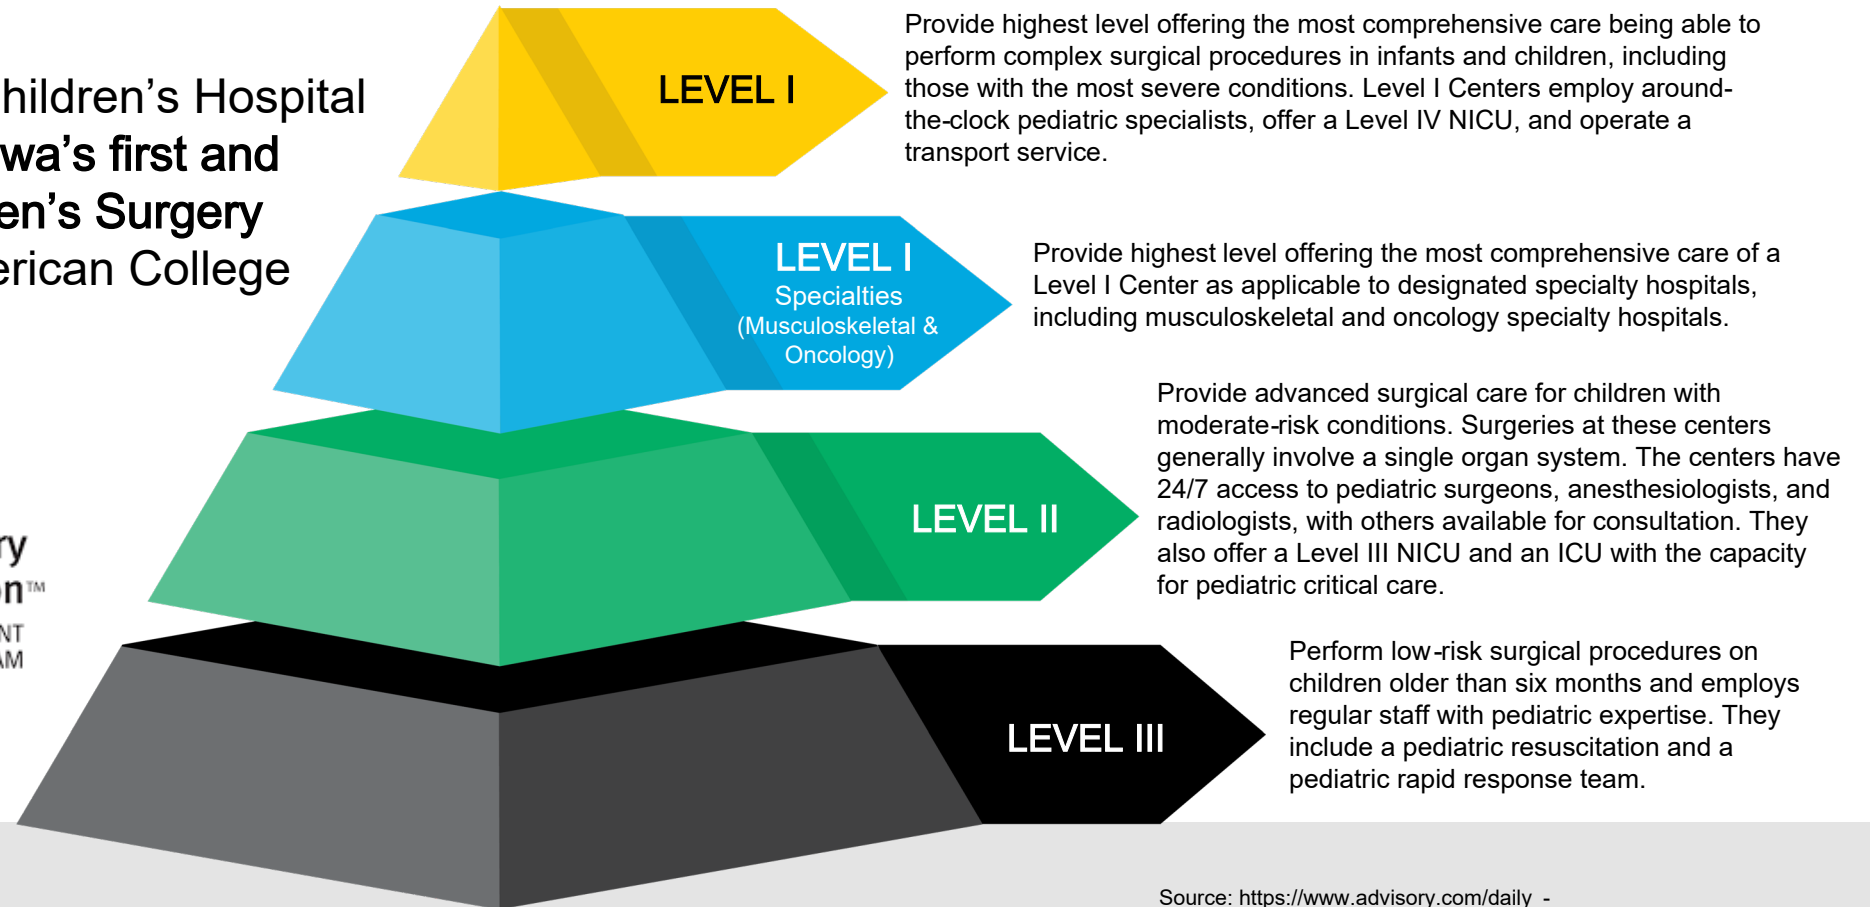 Children's Hospital
first and
Surgery
College
™
LEVEL I
Provide highest level offering the most comprehensive care being able to
perform complex surgical procedures in infants and children, including
those with the most severe conditions. Level I Centers employ around-
the-clock pediatric specialists, offer a Level IV NICU, and operate a
transport service.
LEVEL I
Specialties
(Musculoskeletal &
Oncology)
Provide highest level offering the most comprehensive care of a
Level I Center as applicable to designated specialty hospitals,
including musculoskeletal and oncology specialty hospitals.
LEVEL II
Provide advanced surgical care for children with
moderate-risk conditions. Surgeries at these centers
generally involve a single organ system. The centers have
24/7 access to pediatric surgeons, anesthesiologists, and
radiologists, with others available for consultation. They
also offer a Level III NICU and an ICU with the capacity
for pediatric critical care.
LEVEL III
Perform low-risk surgical procedures on
children older than six months and employs
regular staff with pediatric expertise. They
include a pediatric resuscitation and a
pediatric rapid response team.
Source: https://www.advisory.com/daily -